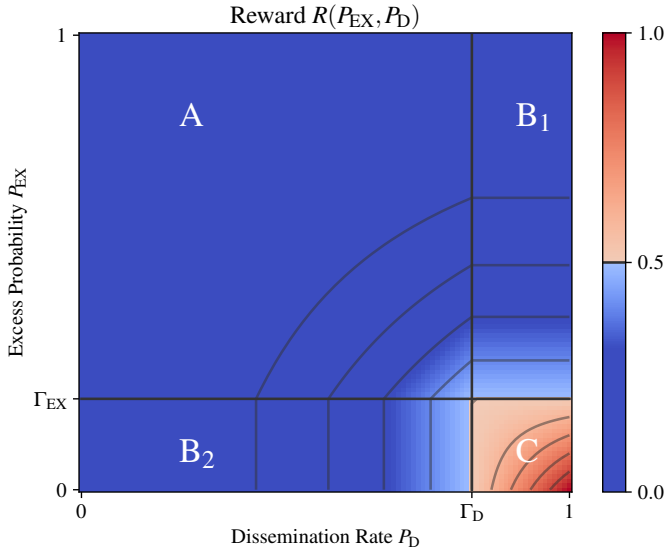 Reward R(P_EX, P_D)
1
A
B₁
Excess Probability P_EX
Γ_EX
B₂
C
0
0
Γ_D
1
Dissemination Rate P_D
1.0
0.5
0.0